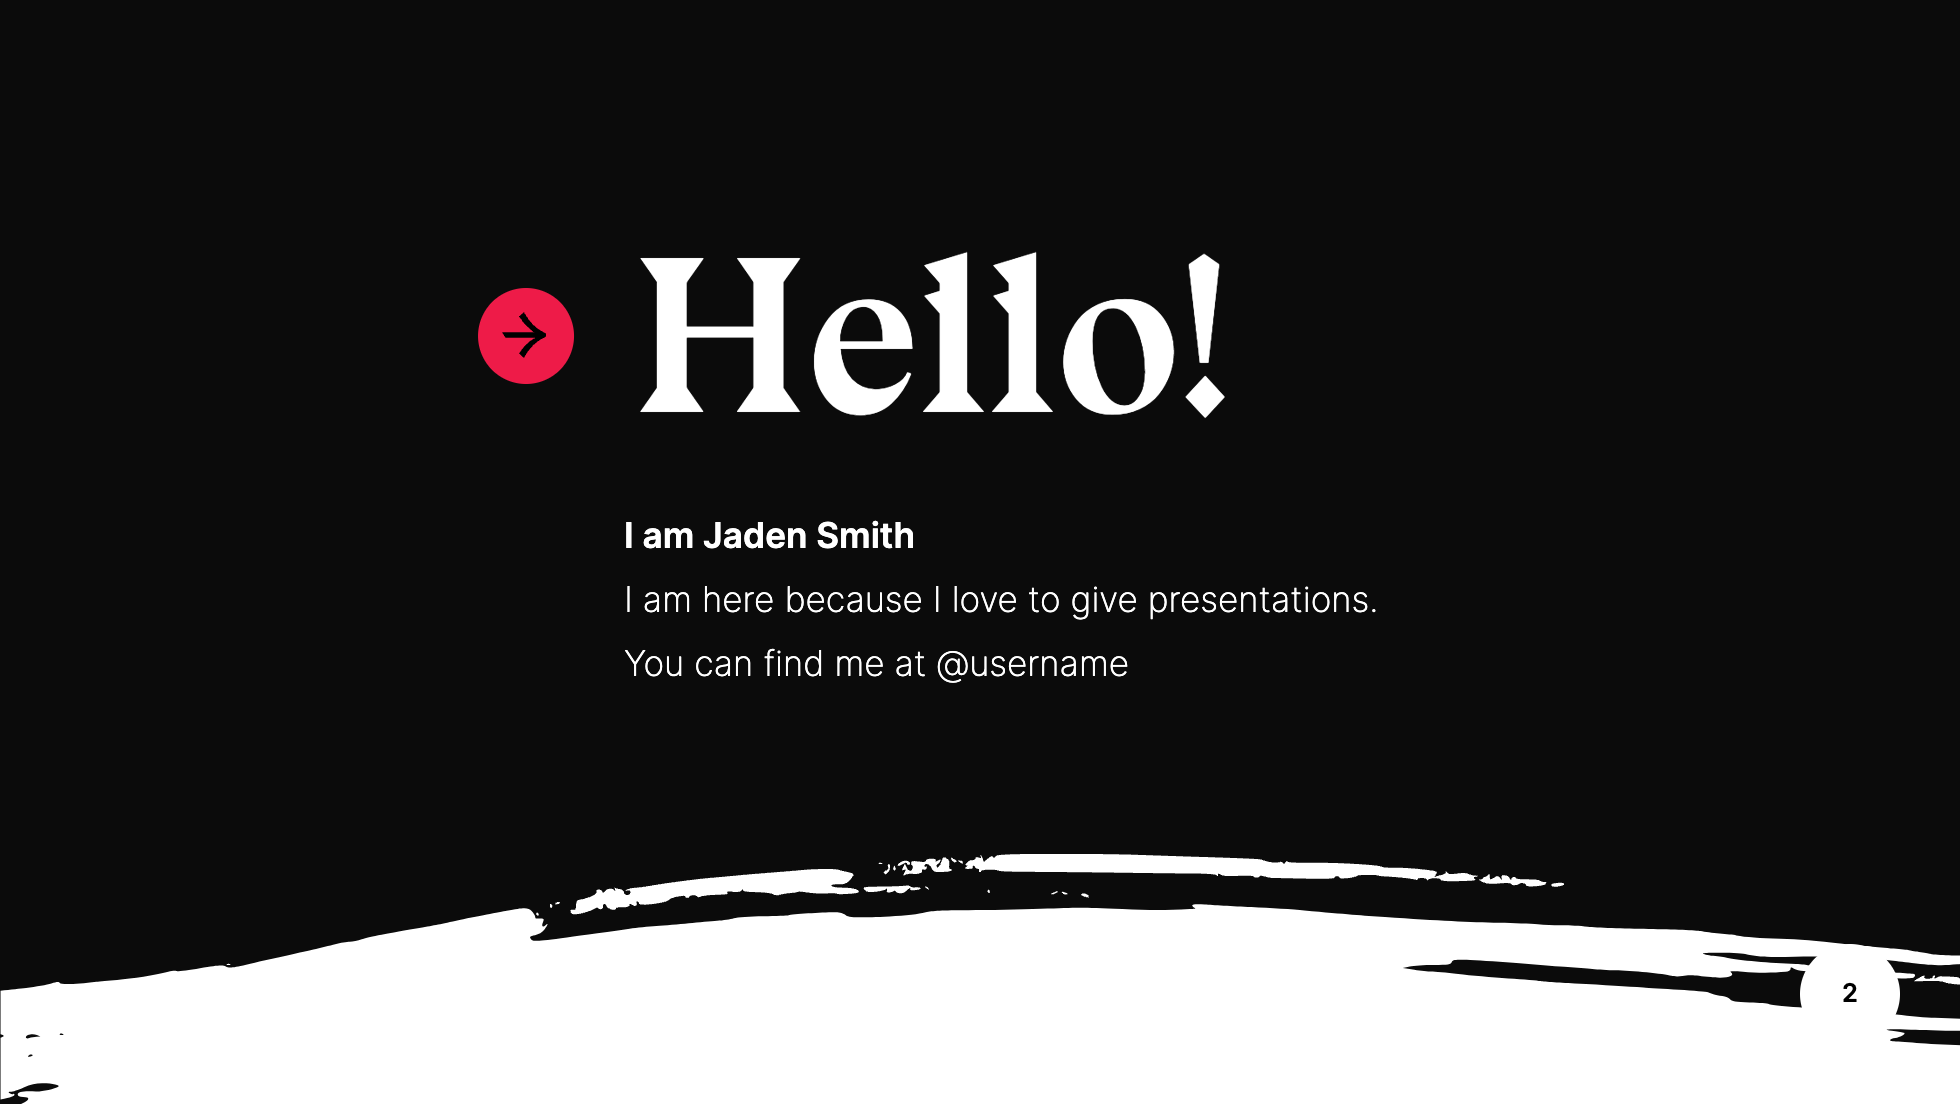 Hello!
I am Jaden Smith
I am here because I love to give presentations.
You can find me at @username
2